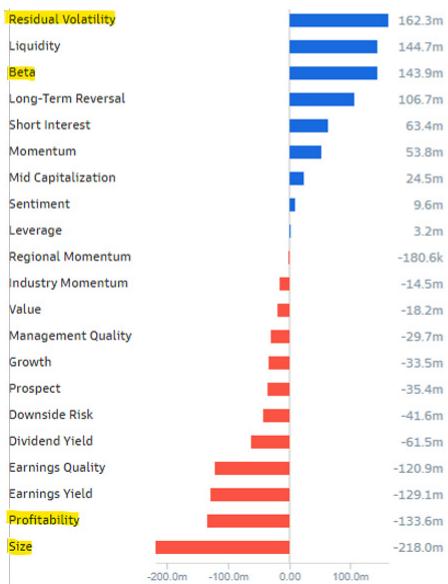 Residual Volatility 162.3m
Liquidity 144.7m
Beta 143.9m
Long-Term Reversal 106.7m
Short Interest 63.4m
Momentum 53.8m
Mid Capitalization 24.5m
Sentiment 9.6m
Leverage 3.2m
Regional Momentum -180.6k
Industry Momentum -14.5m
Value -18.2m
Management Quality -29.7m
Growth -33.5m
Prospect -35.4m
Downside Risk -41.6m
Dividend Yield -61.5m
Earnings Quality -120.9m
Earnings Yield -129.1m
Profitability -133.6m
Size -218.0m
-200.0m -100.0m 0.00 100.0m